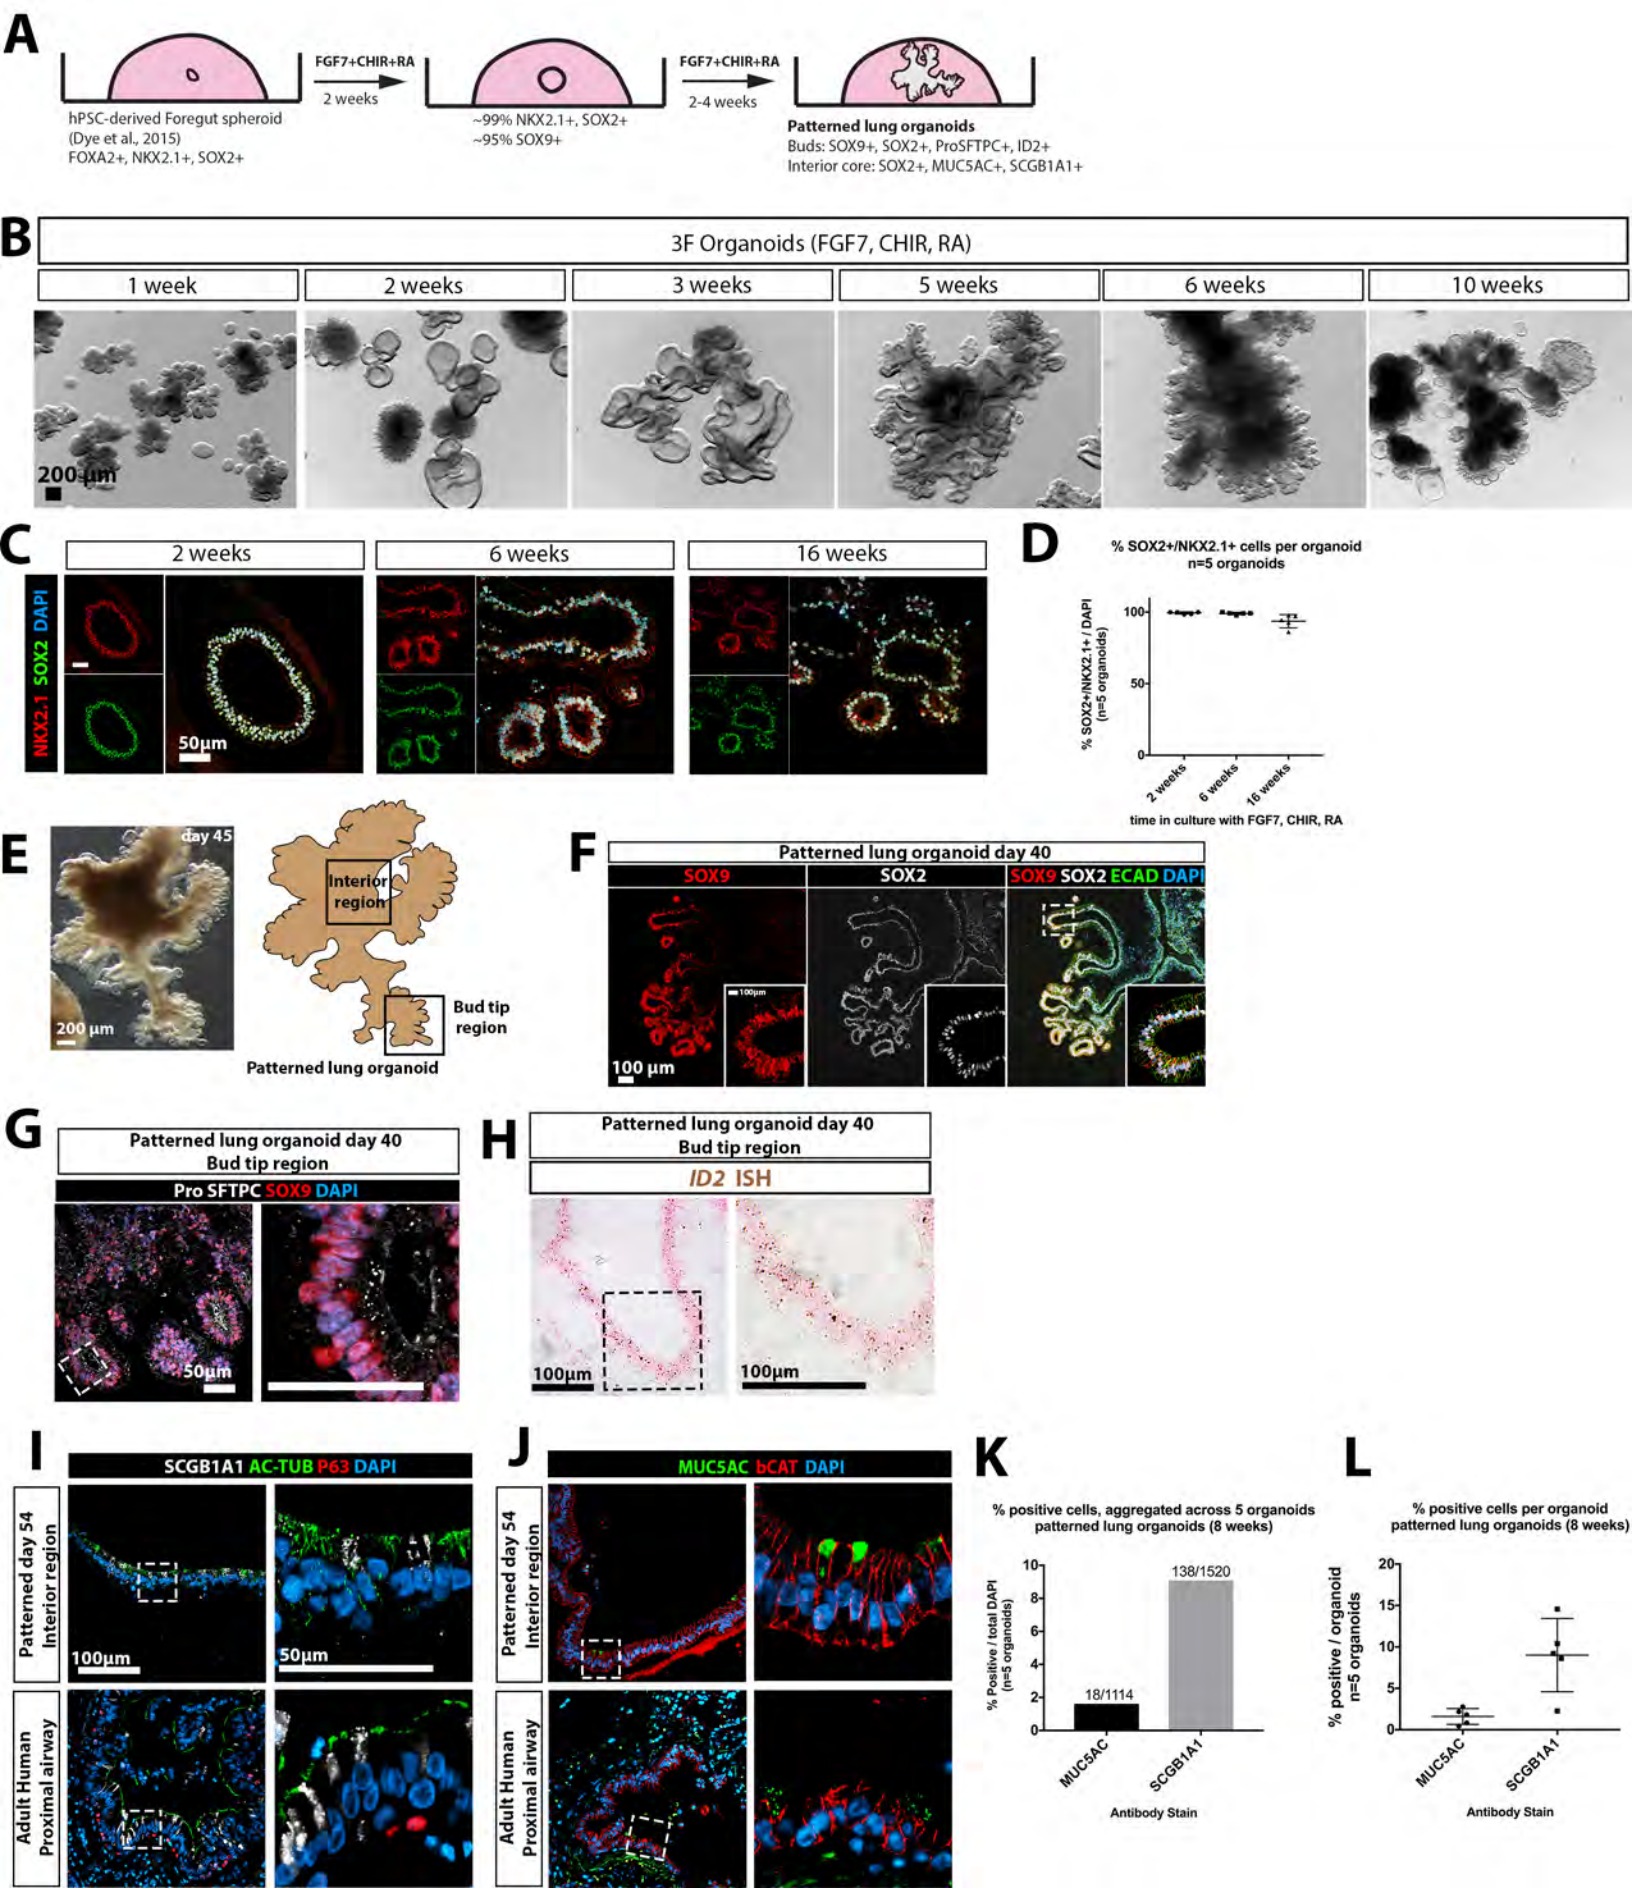 A
FGF7+CHIR+RA
2 weeks
FGF7+CHIR+RA
2-4 weeks
hPSC-derived Foregut spheroid
(Dye et al., 2015)
FOXA2+, NKX2.1+, SOX2+
~99% NKX2.1+, SOX2+
~95% SOX9+
Patterned lung organoids
Buds: SOX9+, SOX2+, ProSFTPC+, ID2+
Interior core: SOX2+, MUC5AC+, SCGB1A1+
B
3F Organoids (FGF7, CHIR, RA)
1 week
2 weeks
3 weeks
5 weeks
6 weeks
10 weeks
200 µm
C
2 weeks
6 weeks
16 weeks
NKX2.1 SOX2 DAPI
50µm
D
% SOX2+/NKX2.1+ cells per organoid
n=5 organoids
% SOX2+/NKX2.1+ / DAPI
(n=5 organoids)
100
50
0
2 weeks
6 weeks
16 weeks
time in culture with FGF7, CHIR, RA
E
day 45
200 µm
Interior
region
Bud tip
region
Patterned lung organoid
F
Patterned lung organoid day 40
SOX9
SOX2
SOX9 SOX2 ECAD DAPI
100µm
100 µm
G
Patterned lung organoid day 40
Bud tip region
Pro SFTPC SOX9 DAPI
50µm
H
Patterned lung organoid day 40
Bud tip region
ID2 ISH
100µm
100µm
I
SCGB1A1 AC-TUB P63 DAPI
Patterned day 54
Interior region
100µm
50µm
Adult Human
Proximal airway
J
MUC5AC bCAT DAPI
Patterned day 54
Interior region
Adult Human
Proximal airway
K
% positive cells, aggregated across 5 organoids
patterned lung organoids (8 weeks)
% Positive / total DAPI
(n=5 organoids)
10
8
6
4
2
0
18/1114
138/1520
MUC5AC
SCGB1A1
Antibody Stain
L
% positive cells per organoid
patterned lung organoids (8 weeks)
% positive / organoid
n=5 organoids
20
15
10
5
0
MUC5AC
SCGB1A1
Antibody Stain